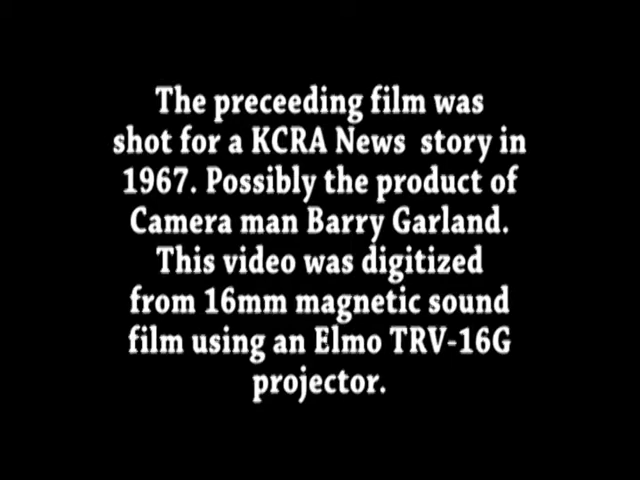 The preceeding film was
shot for a KCRA News  story in
1967. Possibly the product of
Camera man Barry Garland.
This video was digitized
from 16mm magnetic sound
film using an Elmo TRV-16G
projector.